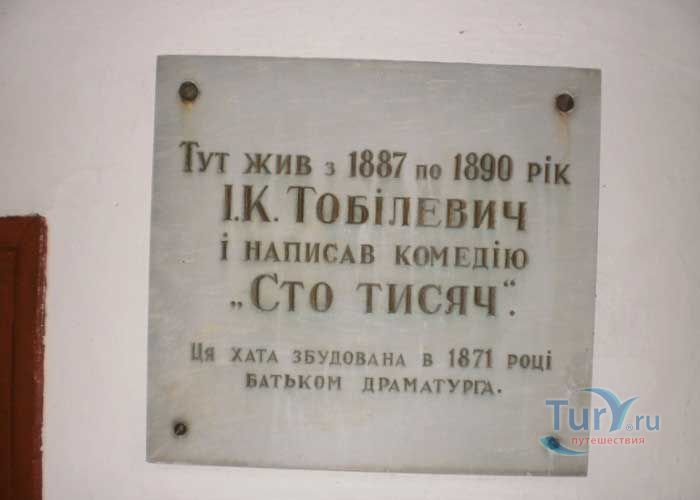 Тут жив з 1887 по 1890 рік
І.К. Тобілевич
і написав комедію
„Сто тисяч“.
Ця хата збудована в 1871 році
батьком драматурга.
Tury.ru
путешествия